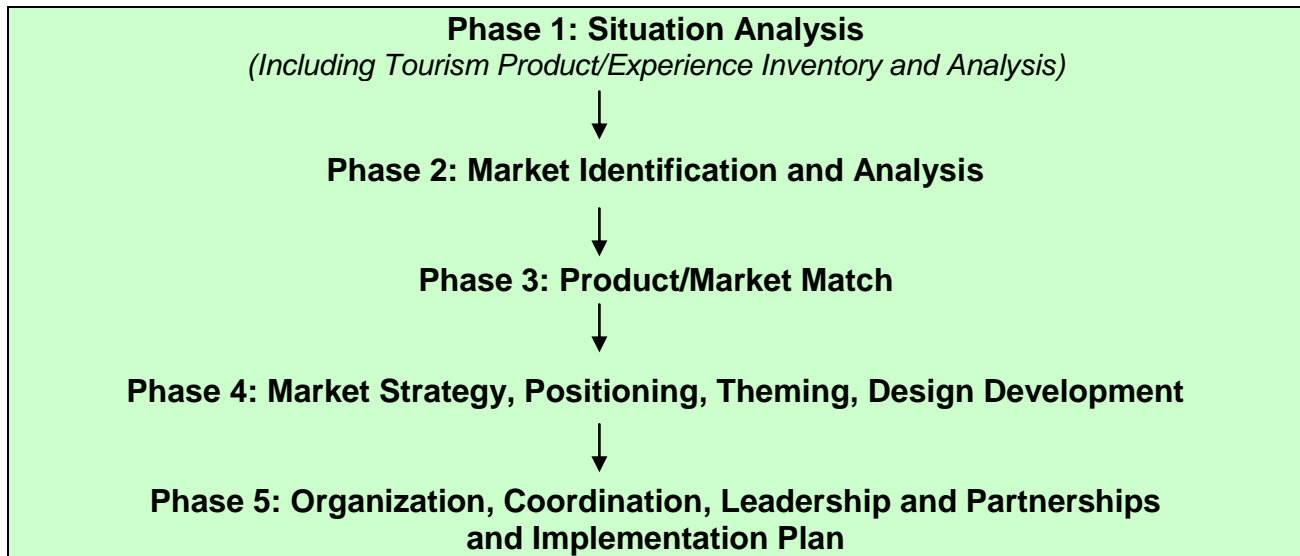 Phase 1: Situation Analysis
(Including Tourism Product/Experience Inventory and Analysis)
Phase 2: Market Identification and Analysis
Phase 3: Product/Market Match
Phase 4: Market Strategy, Positioning, Theming, Design Development
Phase 5: Organization, Coordination, Leadership and Partnerships
and Implementation Plan